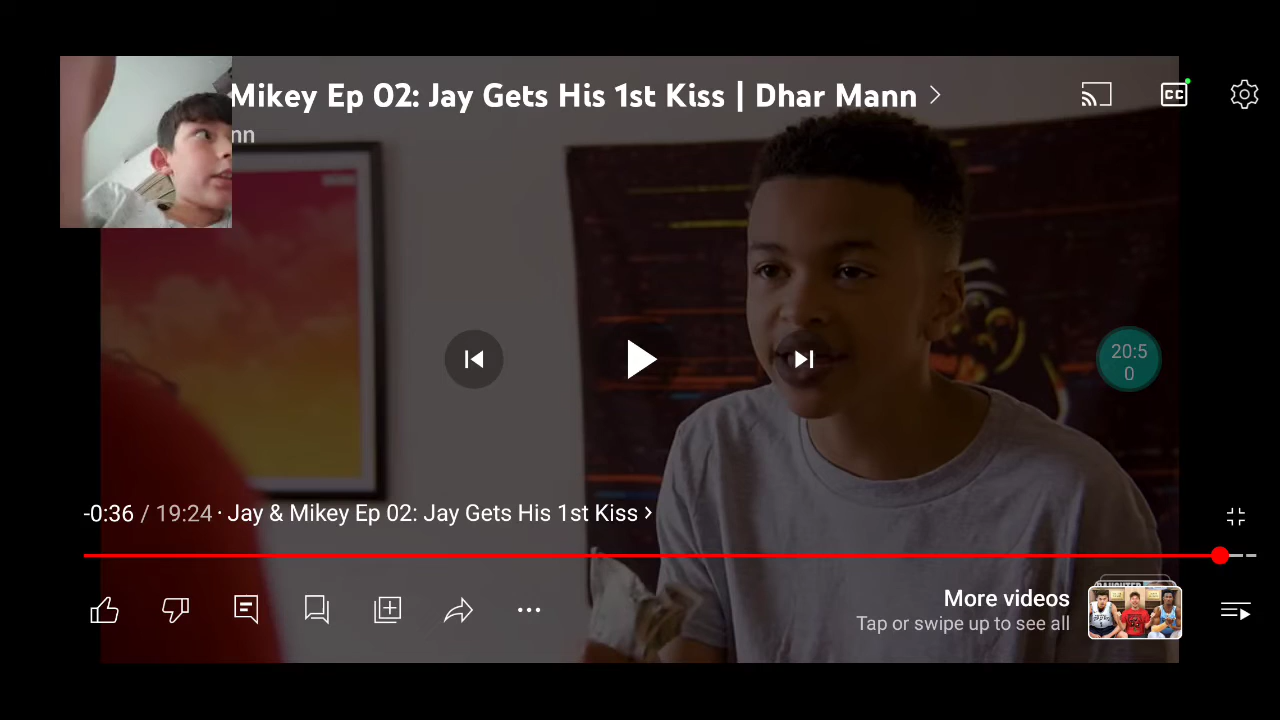 Mikey Ep 02: Jay Gets His 1st Kiss | Dhar Mann
nn
CC
20:5
0
-0:36 / 19:24 · Jay & Mikey Ep 02: Jay Gets His 1st Kiss
More videos
Tap or swipe up to see all